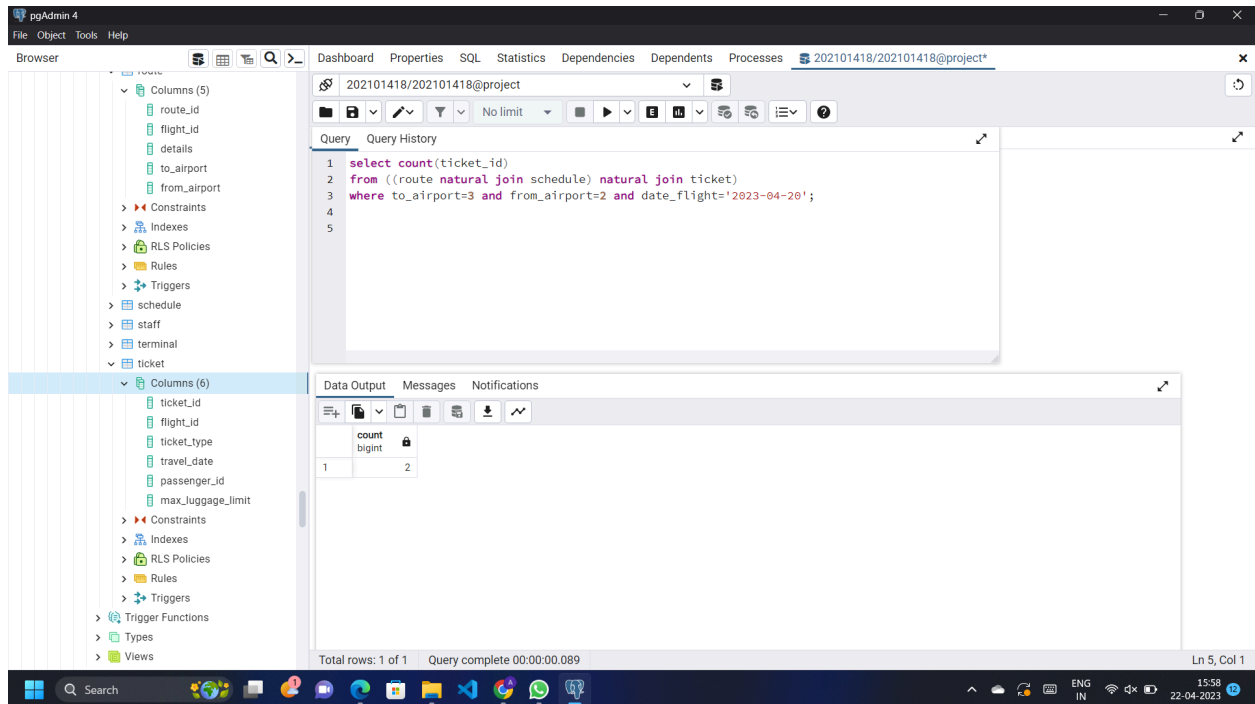 pgAdmin 4
File Object Tools Help
Browser
Dashboard Properties SQL Statistics Dependencies Dependents Processes 202101418/202101418@project*
202101418/202101418@project
No limit
Query Query History
1 select count(ticket_id)
2 from ((route natural join schedule) natural join ticket)
3 where to_airport=3 and from_airport=2 and date_flight='2023-04-20';
4
5
route
Columns (5)
route_id
flight_id
details
to_airport
from_airport
Constraints
Indexes
RLS Policies
Rules
Triggers
schedule
staff
terminal
ticket
Columns (6)
ticket_id
flight_id
ticket_type
travel_date
passenger_id
max_luggage_limit
Constraints
Indexes
RLS Policies
Rules
Triggers
Trigger Functions
Types
Views
Data Output Messages Notifications
count
bigint
1 2
Total rows: 1 of 1 Query complete 00:00:00.089 Ln 5, Col 1
Search
ENG
IN
15:58
22-04-2023
12